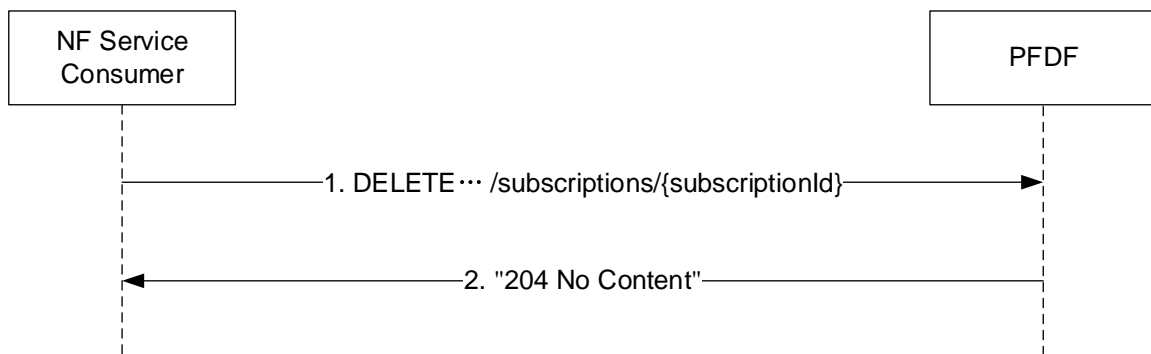 NF Service
Consumer
PFDF
1. DELETE⋯ /subscriptions/{subscriptionId}
2. "204 No Content"